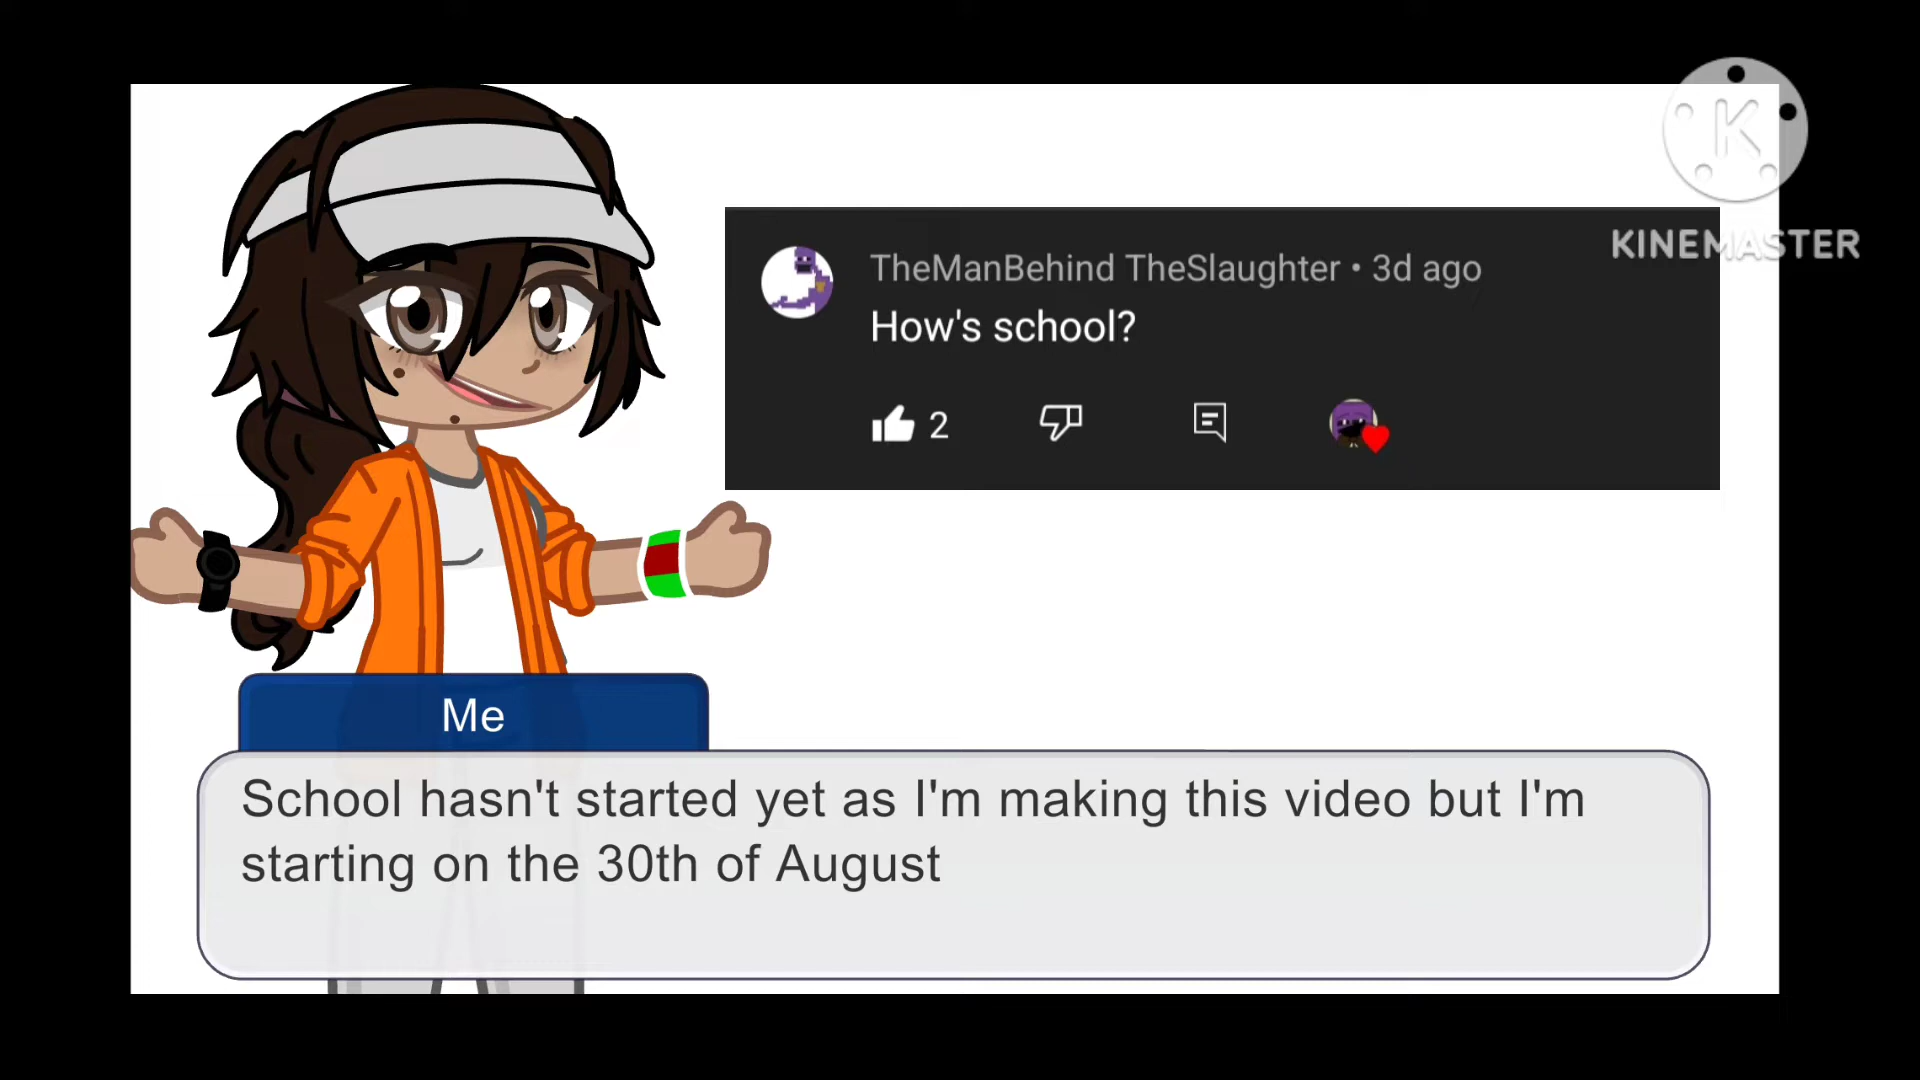 K
KINEMASTER
TheManBehind TheSlaughter • 3d ago
How's school?
2
Me
School hasn't started yet as I'm making this video but I'm
starting on the 30th of August